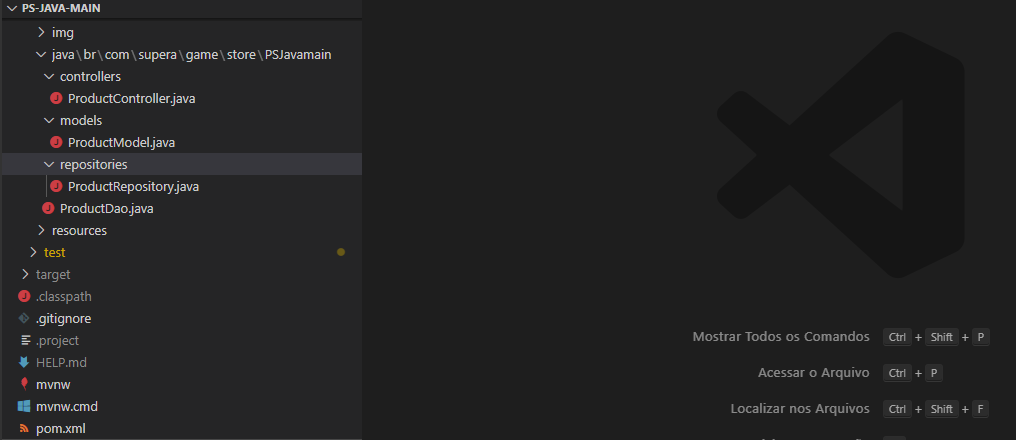 PS-JAVA-MAIN
img
java\br\com\supera\game\store\PSJavamain
controllers
ProductController.java
models
ProductModel.java
repositories
ProductRepository.java
ProductDao.java
resources
test
target
.classpath
.gitignore
.project
HELP.md
mvnw
mvnw.cmd
pom.xml
Mostrar Todos os Comandos Ctrl + Shift + P
Acessar o Arquivo Ctrl + P
Localizar nos Arquivos Ctrl + Shift + F